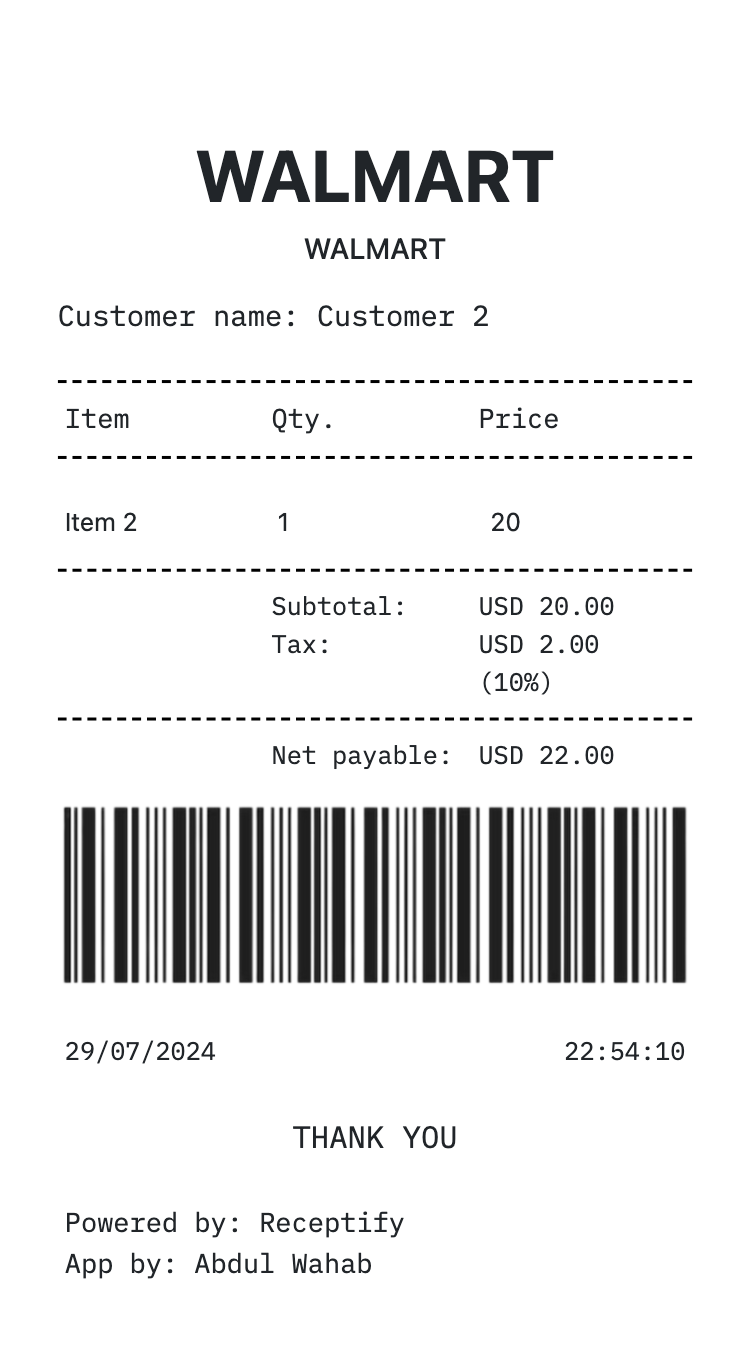 WALMART
WALMART
Customer name: Customer 2
Item Qty. Price
Item 2 1 20
Subtotal: USD 20.00
Tax: USD 2.00
(10%)
Net payable: USD 22.00
29/07/2024 22:54:10
THANK YOU
Powered by: Receptify
App by: Abdul Wahab